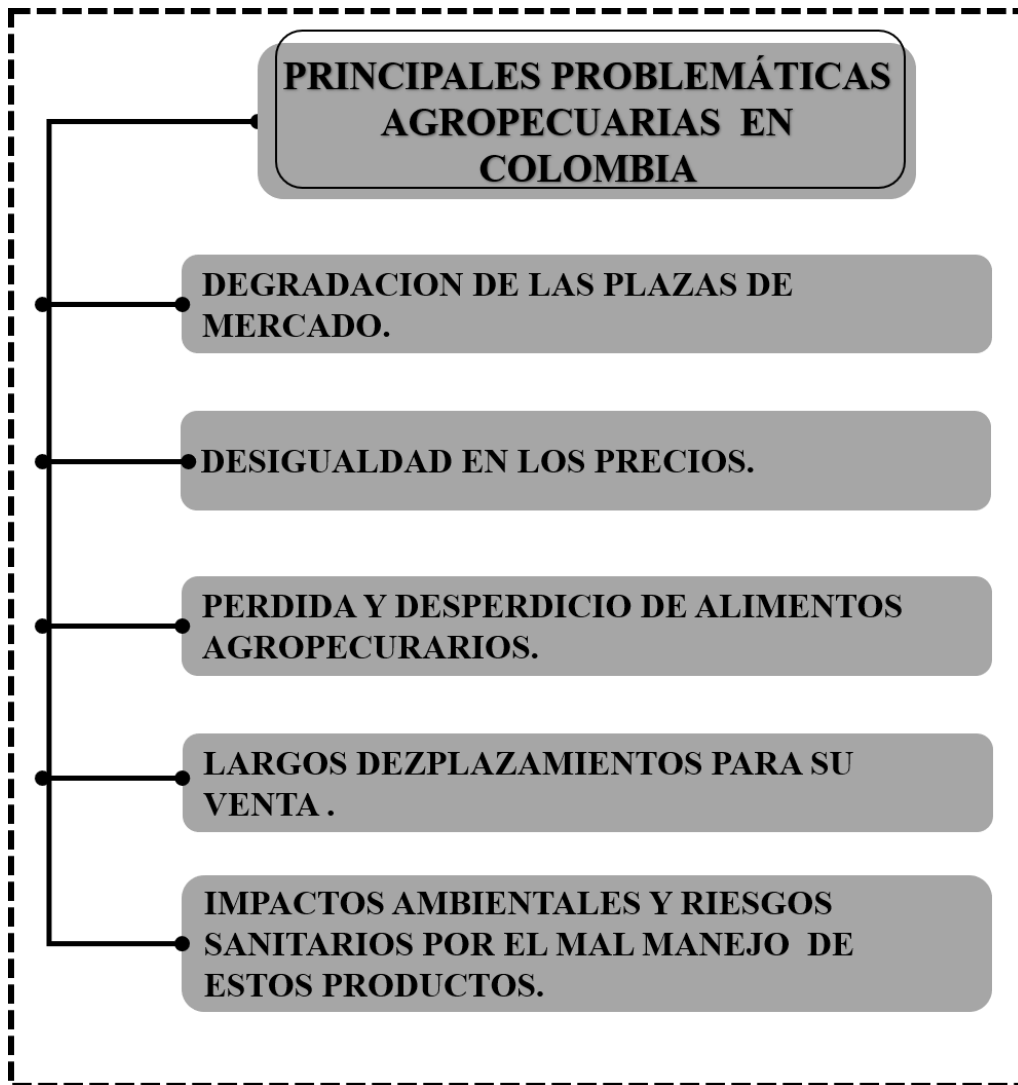 PRINCIPALES PROBLEMÁTICAS
AGROPECUARIAS EN
COLOMBIA
DEGRADACION DE LAS PLAZAS DE
MERCADO.
DESIGUALDAD EN LOS PRECIOS.
PERDIDA Y DESPERDICIO DE ALIMENTOS
AGROPECURARIOS.
LARGOS DEZPLAZAMIENTOS PARA SU
VENTA .
IMPACTOS AMBIENTALES Y RIESGOS
SANITARIOS POR EL MAL MANEJO DE
ESTOS PRODUCTOS.